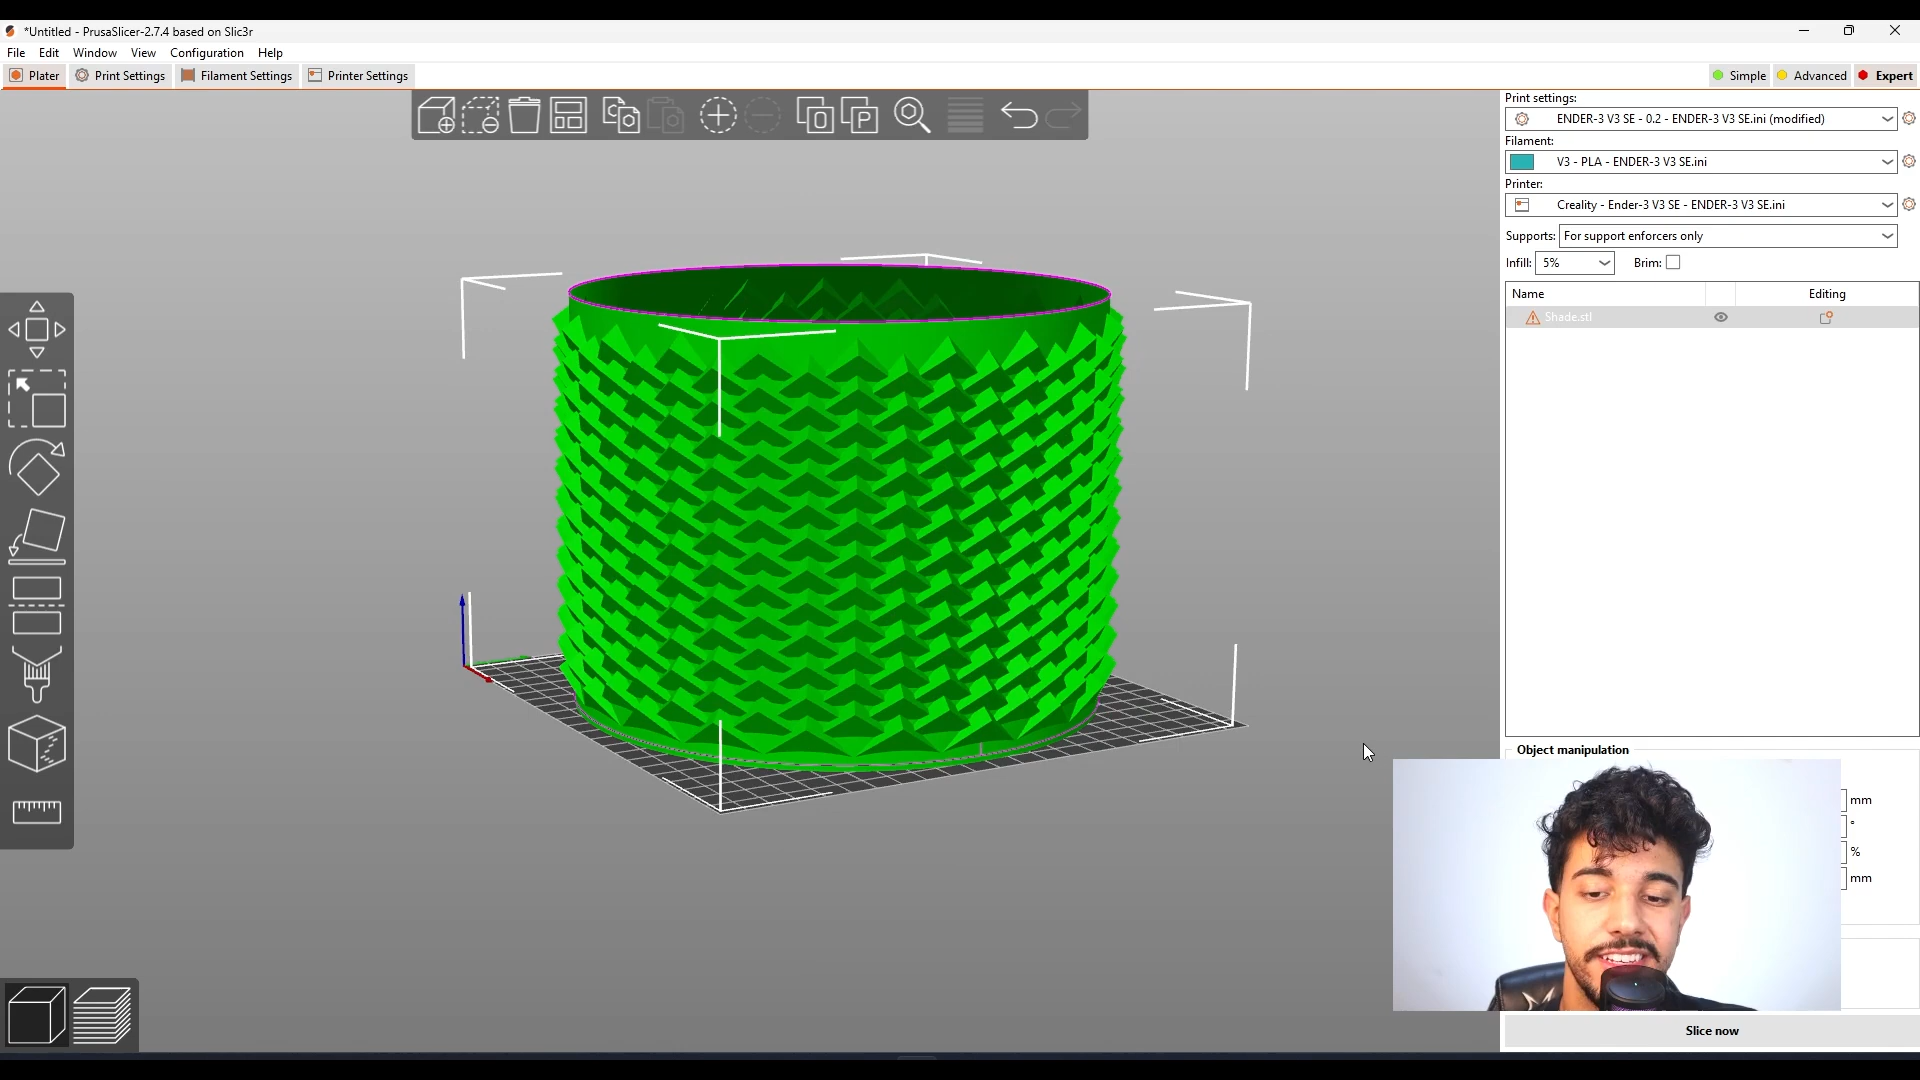 *Untitled - PrusaSlicer-2.7.4 based on Slic3r
File Edit Window View Configuration Help
Plater Print Settings Filament Settings Printer Settings
Simple Advanced Expert
Print settings:
ENDER-3 V3 SE - 0.2 - ENDER-3 V3 SE.ini (modified)
Filament:
V3 - PLA - ENDER-3 V3 SE.ini
Printer:
Creality - Ender-3 V3 SE - ENDER-3 V3 SE.ini
Supports: For support enforcers only
Infill: 5% Brim:
Name Editing
Shade.stl
Object manipulation
mm
°
%
mm
Slice now